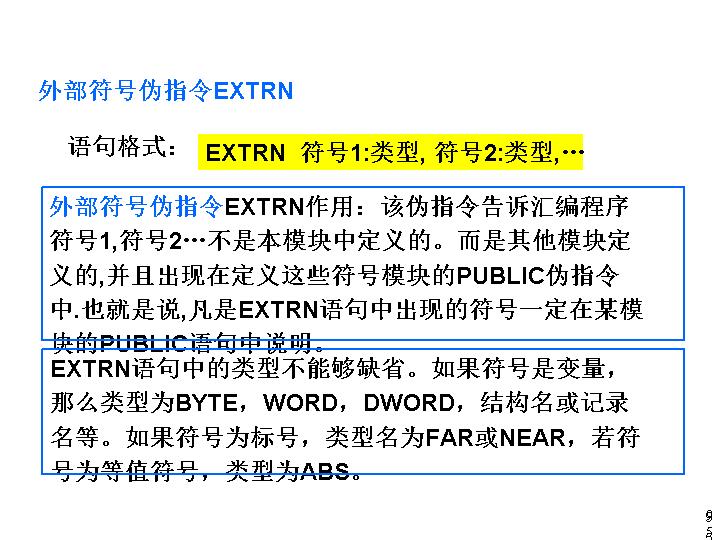 外部符号伪指令EXTRN
语句格式： EXTRN 符号1:类型, 符号2:类型,…
外部符号伪指令EXTRN作用：该伪指令告诉汇编程序
符号1,符号2…不是本模块中定义的。而是其他模块定
义的,并且出现在定义这些符号模块的PUBLIC伪指令
中.也就是说,凡是EXTRN语句中出现的符号一定在某模
块的PUBLIC语句中说明。
EXTRN语句中的类型不能够缺省。如果符号是变量，
那么类型为BYTE，WORD，DWORD，结构名或记录
名等。如果符号为标号，类型名为FAR或NEAR，若符
号为等值符号，类型为ABS。